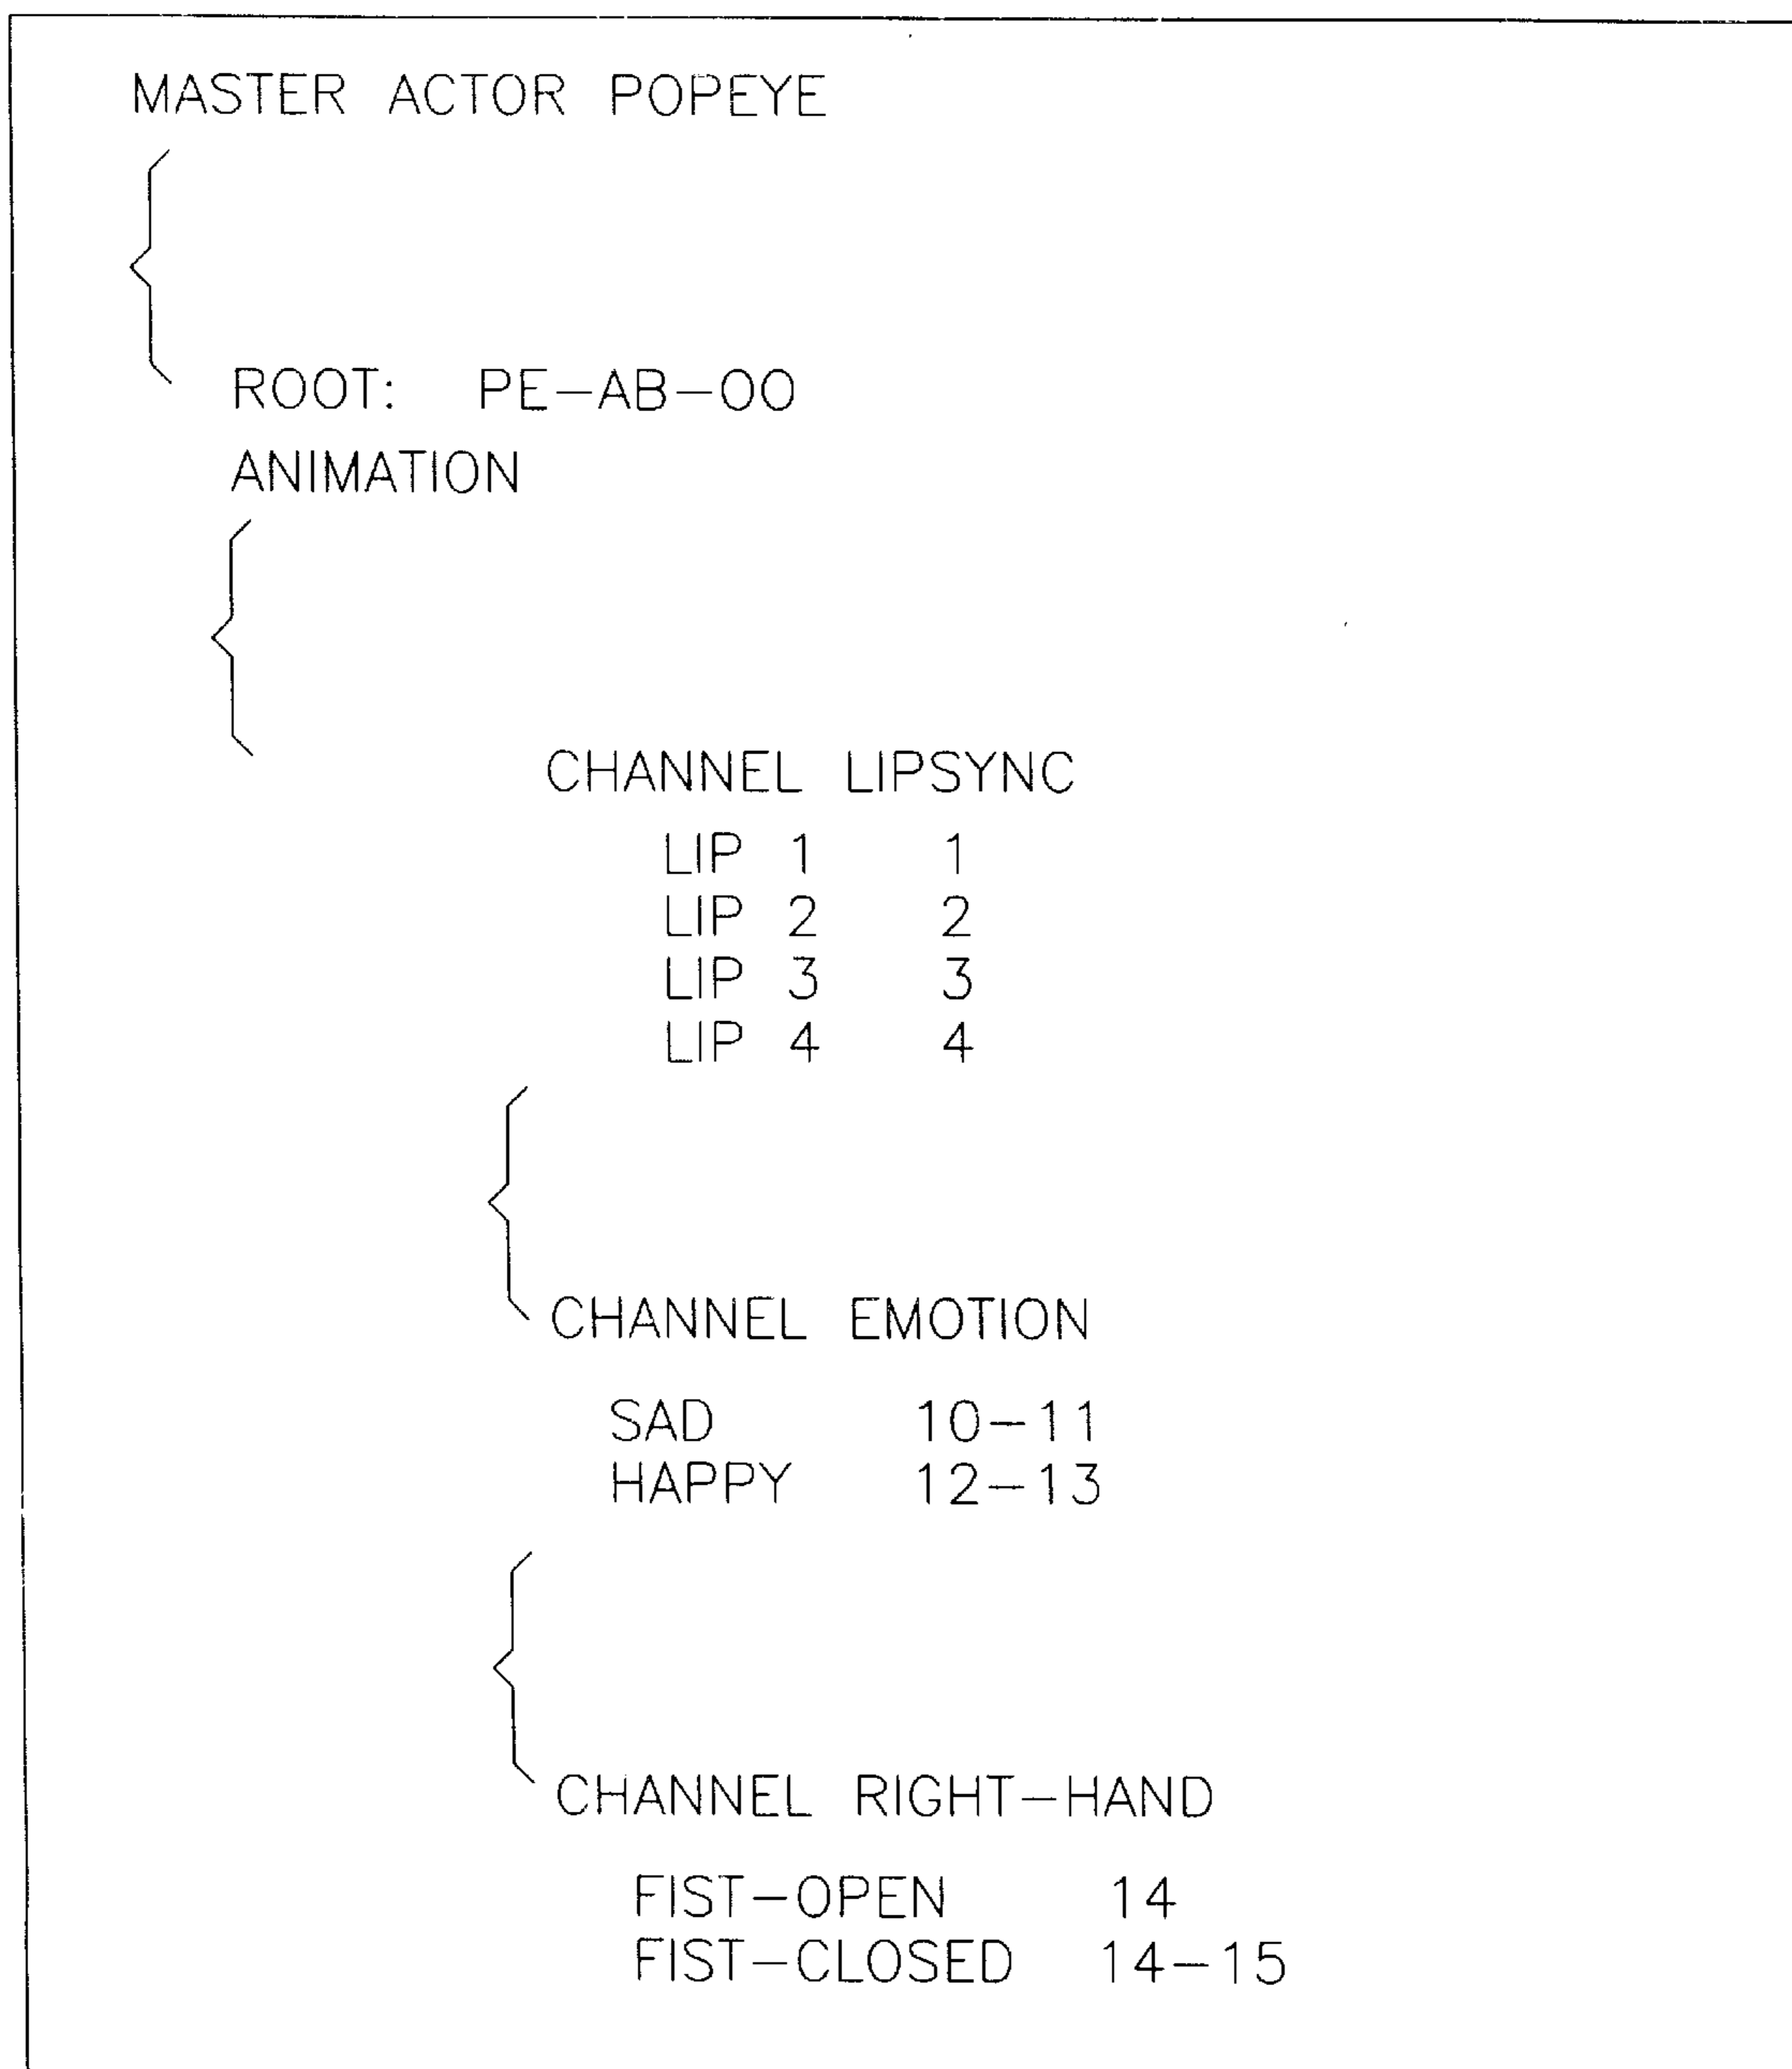 MASTER ACTOR POPEYE
{
ROOT: PE-AB-00
ANIMATION
{
CHANNEL LIPSYNC
LIP 1 1
LIP 2 2
LIP 3 3
LIP 4 4
{
CHANNEL EMOTION
SAD 10-11
HAPPY 12-13
{
CHANNEL RIGHT-HAND
FIST-OPEN 14
FIST-CLOSED 14-15